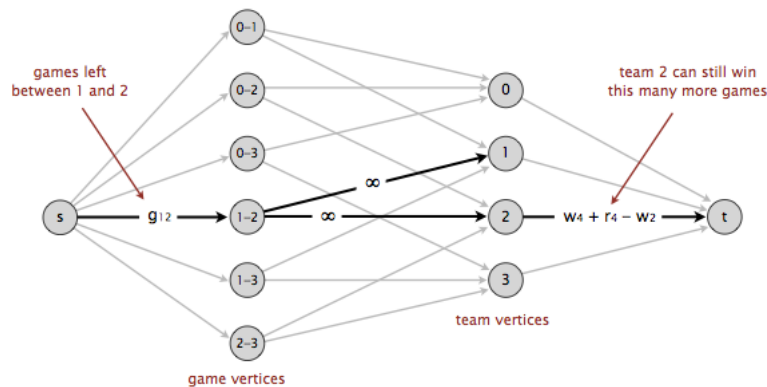 0–1
games left
between 1 and 2
team 2 can still win
this many more games
0–2
0
0–3
1
∞
s
g12
1–2
∞
2
w4 + r4 − w2
t
1–3
3
team vertices
2–3
game vertices